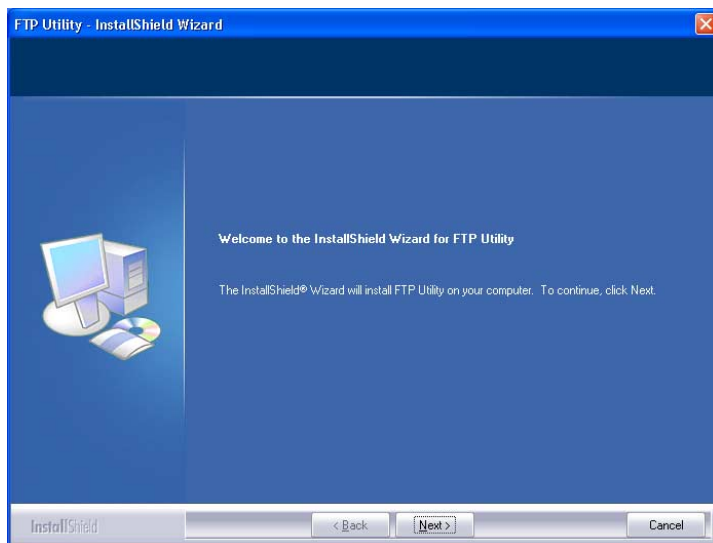 FTP Utility - InstallShield Wizard
Welcome to the InstallShield Wizard for FTP Utility
The InstallShield® Wizard will install FTP Utility on your computer. To continue, click Next.
InstallShield
< Back
Next >
Cancel